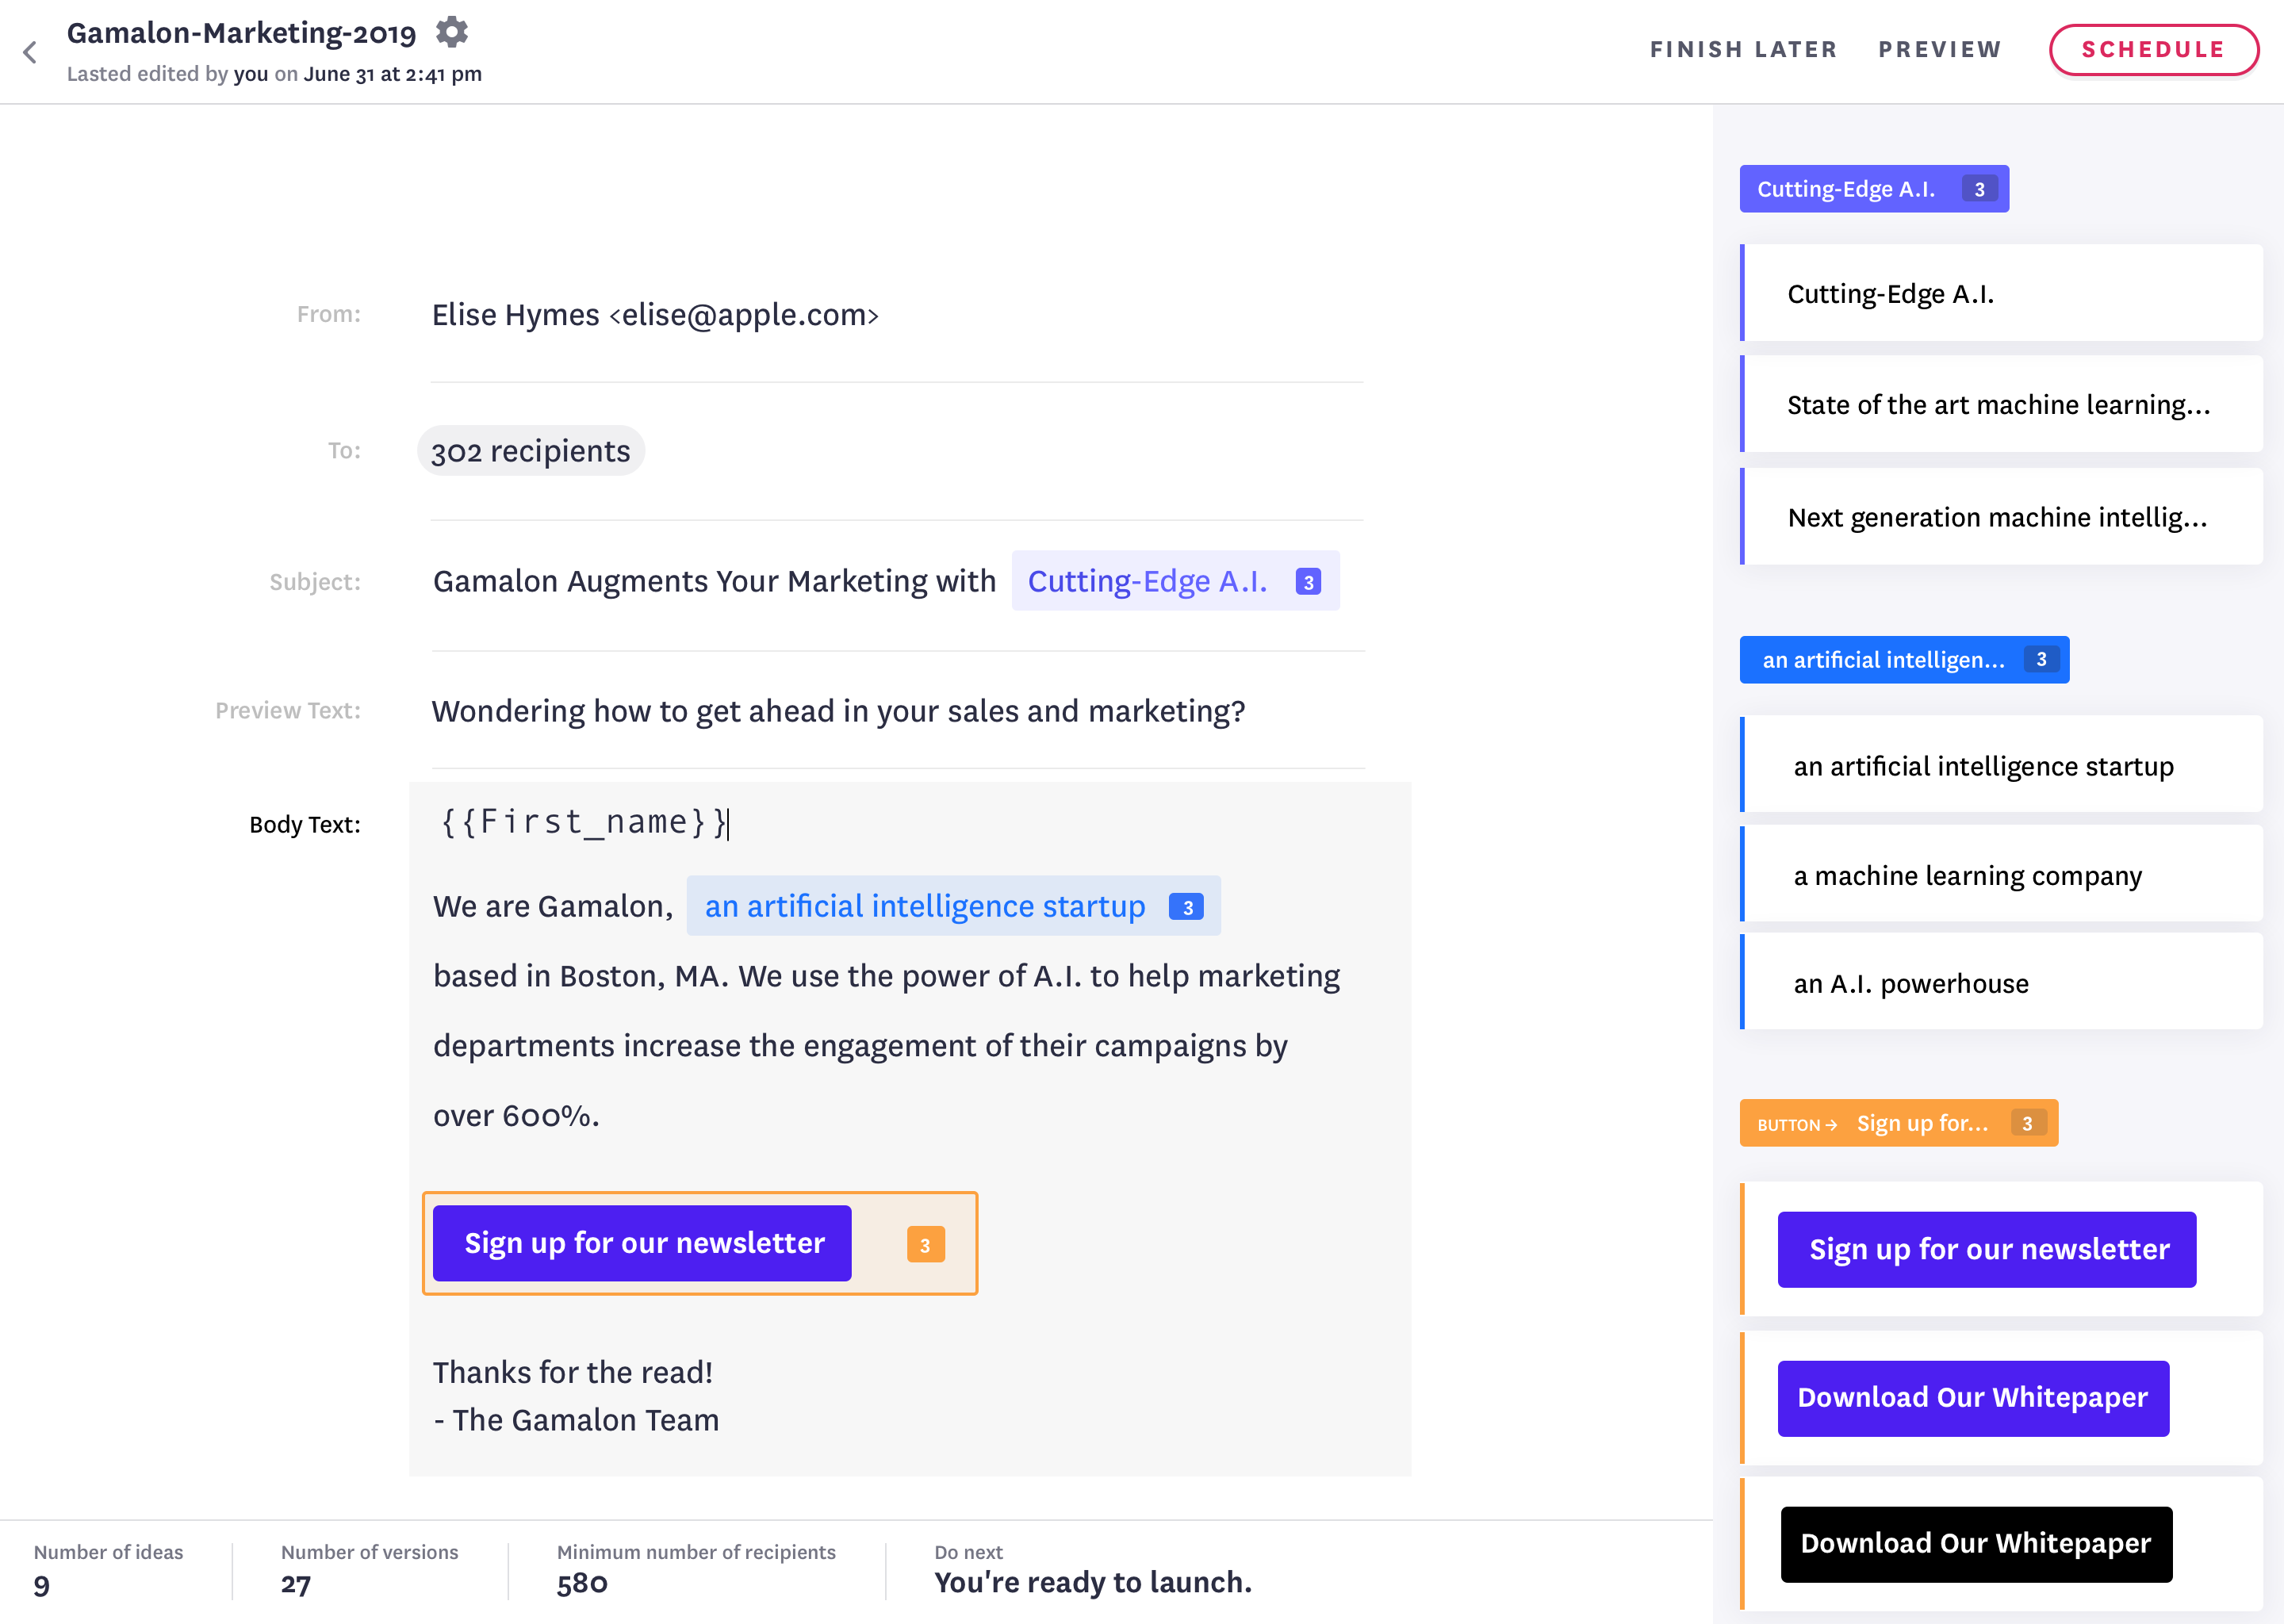 Gamalon-Marketing-2019
Lasted edited by you on June 31 at 2:41 pm
FINISH LATER
PREVIEW
SCHEDULE
From:
Elise Hymes <elise@apple.com>
To:
302 recipients
Subject:
Gamalon Augments Your Marketing with Cutting-Edge A.I. 3
Preview Text:
Wondering how to get ahead in your sales and marketing?
Body Text:
{{First_name}}
We are Gamalon, an artificial intelligence startup 3
based in Boston, MA. We use the power of A.I. to help marketing
departments increase the engagement of their campaigns by
over 600%.
Sign up for our newsletter 3
Thanks for the read!
- The Gamalon Team
Number of ideas
9
Number of versions
27
Minimum number of recipients
580
Do next
You're ready to launch.
Cutting-Edge A.I. 3
Cutting-Edge A.I.
State of the art machine learning...
Next generation machine intellig...
an artificial intelligen... 3
an artificial intelligence startup
a machine learning company
an A.I. powerhouse
BUTTON → Sign up for... 3
Sign up for our newsletter
Download Our Whitepaper
Download Our Whitepaper